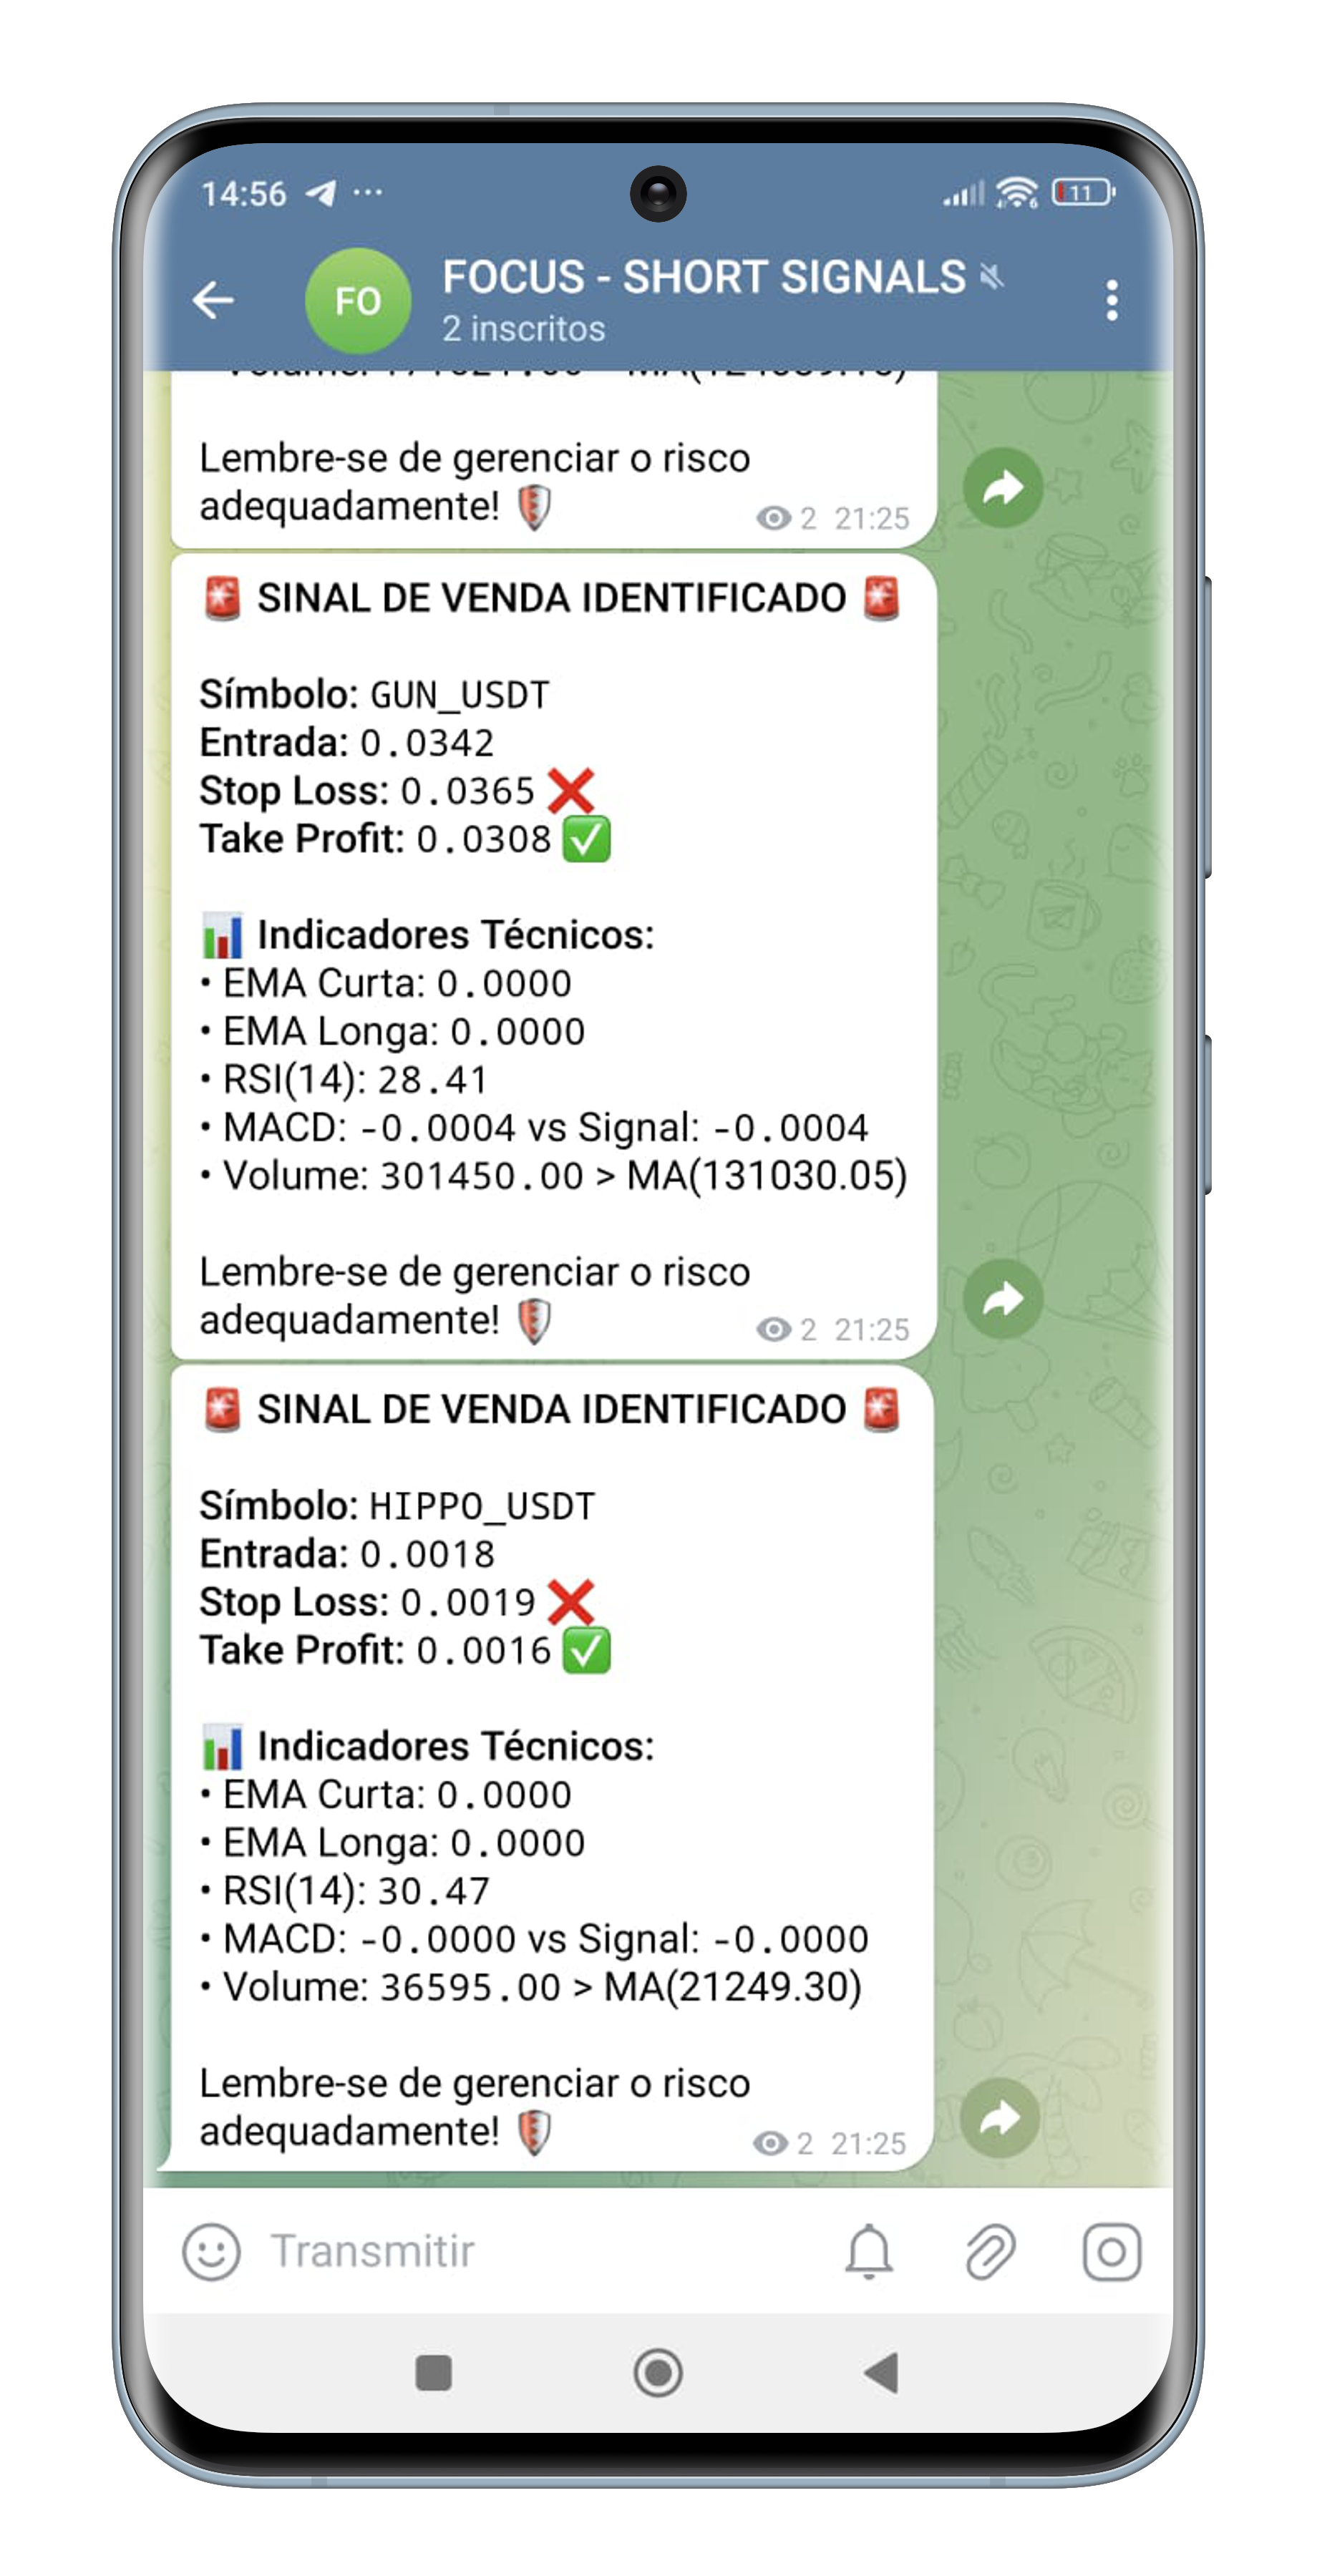 14:56
11
FO
FOCUS - SHORT SIGNALS
2 inscritos
Lembre-se de gerenciar o risco
adequadamente!
2 21:25
SINAL DE VENDA IDENTIFICADO
Símbolo: GUN_USDT
Entrada: 0.0342
Stop Loss: 0.0365
Take Profit: 0.0308
Indicadores Técnicos:
• EMA Curta: 0.0000
• EMA Longa: 0.0000
• RSI(14): 28.41
• MACD: -0.0004 vs Signal: -0.0004
• Volume: 301450.00 > MA(131030.05)
Lembre-se de gerenciar o risco
adequadamente!
2 21:25
SINAL DE VENDA IDENTIFICADO
Símbolo: HIPPO_USDT
Entrada: 0.0018
Stop Loss: 0.0019
Take Profit: 0.0016
Indicadores Técnicos:
• EMA Curta: 0.0000
• EMA Longa: 0.0000
• RSI(14): 30.47
• MACD: -0.0000 vs Signal: -0.0000
• Volume: 36595.00 > MA(21249.30)
Lembre-se de gerenciar o risco
adequadamente!
2 21:25
Transmitir